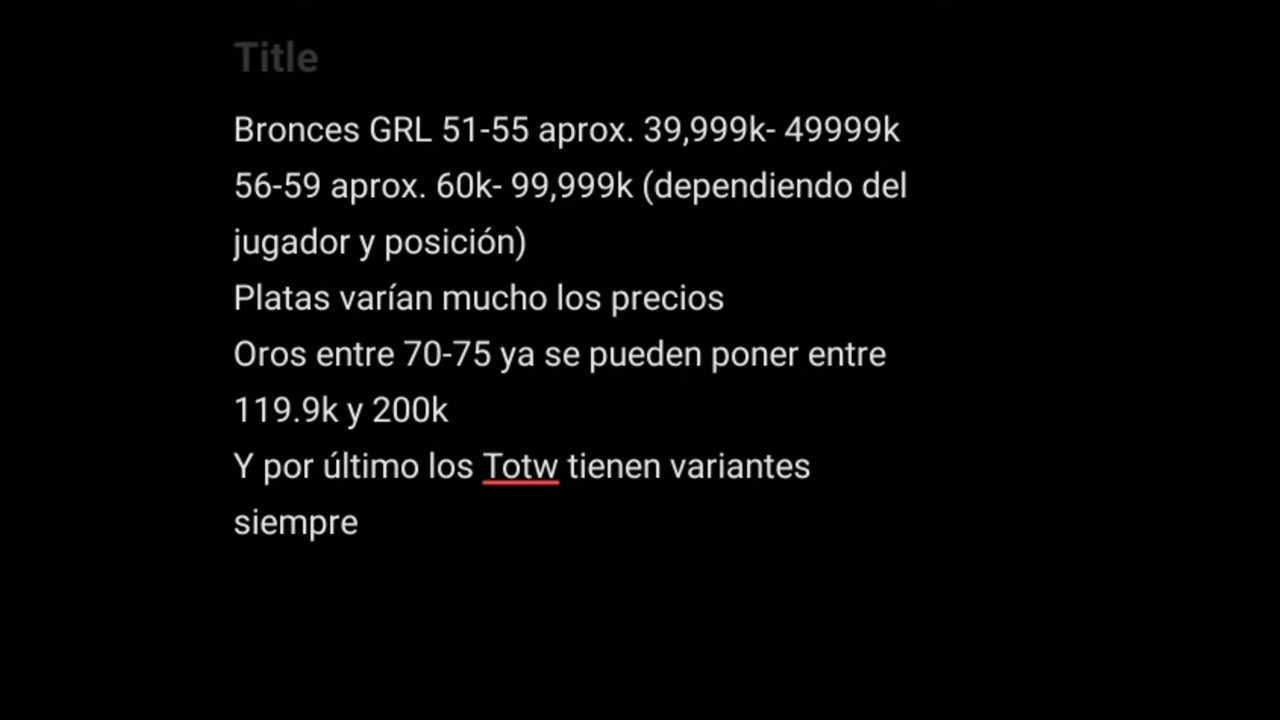 Title
Bronces GRL 51-55 aprox. 39,999k- 49999k
56-59 aprox. 60k- 99,999k (dependiendo del
jugador y posición)
Platas varían mucho los precios
Oros entre 70-75 ya se pueden poner entre
119.9k y 200k
Y por último los Totw tienen variantes
siempre